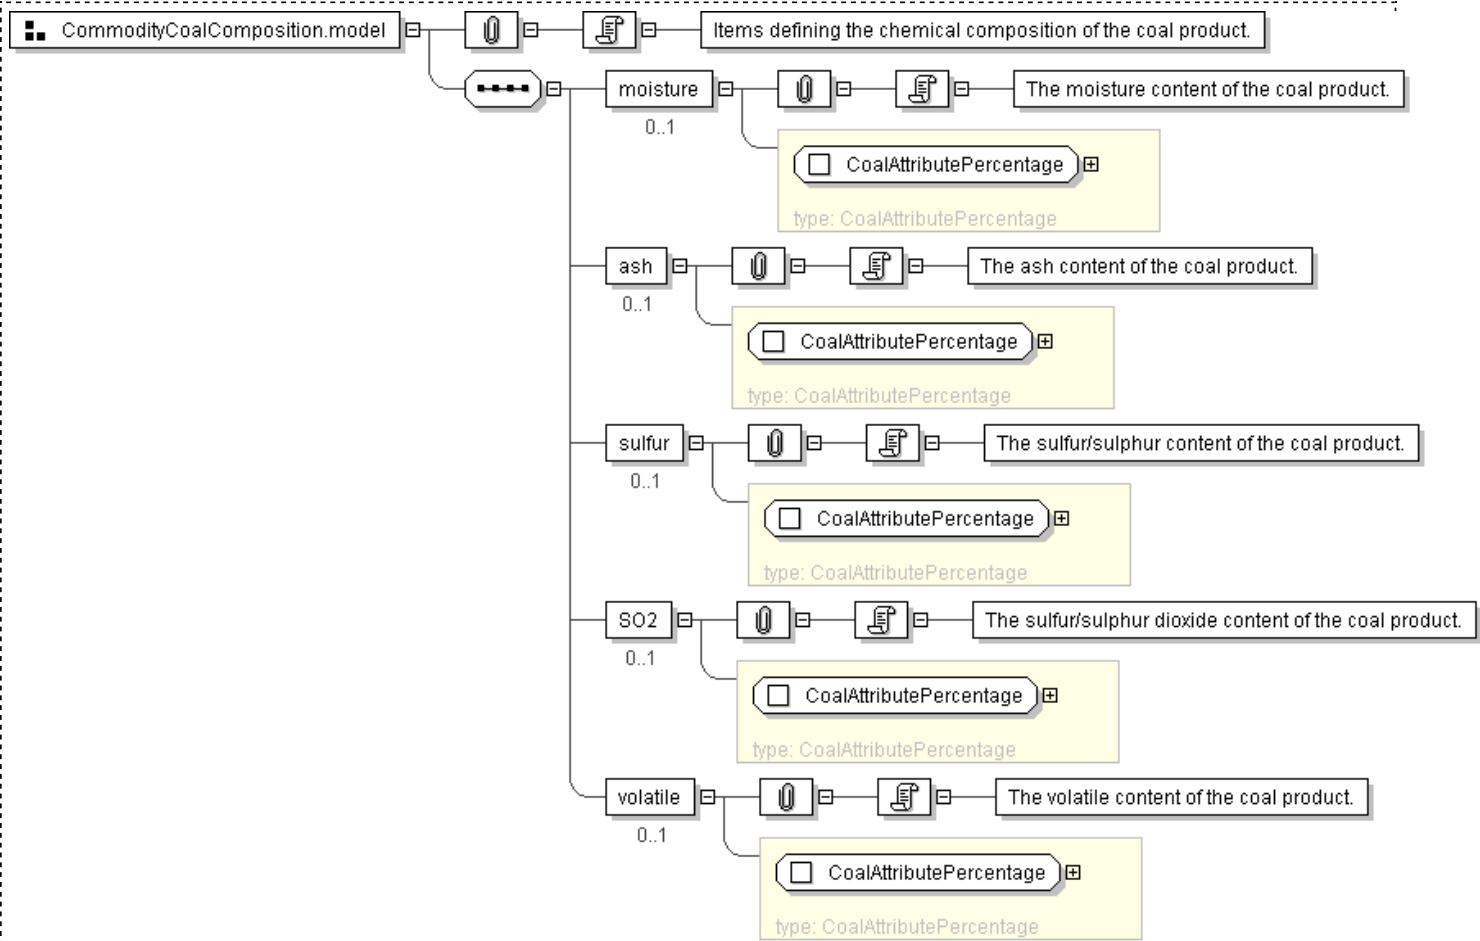 CommodityCoalComposition.model
Items defining the chemical composition of the coal product.
moisture
The moisture content of the coal product.
0..1
CoalAttributePercentage
type: CoalAttributePercentage
ash
The ash content of the coal product.
0..1
CoalAttributePercentage
type: CoalAttributePercentage
sulfur
The sulfur/sulphur content of the coal product.
0..1
CoalAttributePercentage
type: CoalAttributePercentage
SO2
The sulfur/sulphur dioxide content of the coal product.
0..1
CoalAttributePercentage
type: CoalAttributePercentage
volatile
The volatile content of the coal product.
0..1
CoalAttributePercentage
type: CoalAttributePercentage